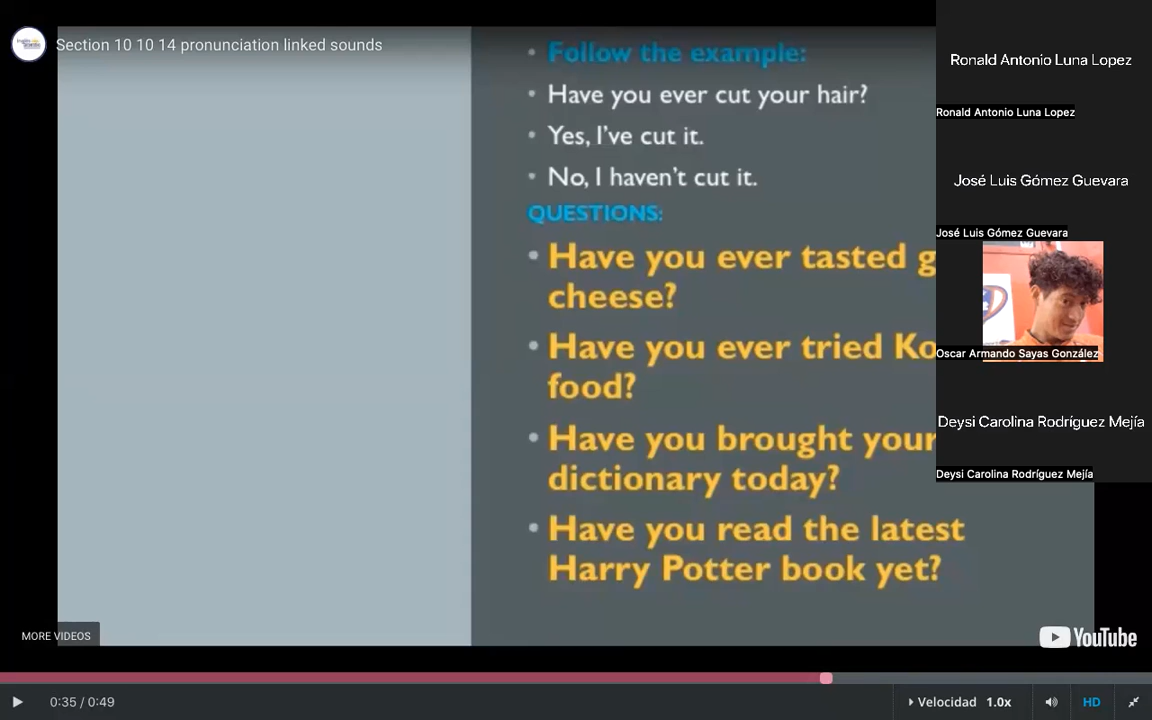 Section 10 10 14 pronunciation linked sounds
Follow the example:
Have you ever cut your hair?
Yes, I've cut it.
No, I haven't cut it.
QUESTIONS:
Have you ever tasted g
cheese?
Have you ever tried Ko
food?
Have you brought your
dictionary today?
Have you read the latest
Harry Potter book yet?
Ronald Antonio Luna Lopez
Ronald Antonio Luna Lopez
José Luis Gómez Guevara
José Luis Gómez Guevara
Oscar Armando Sayas González
Deysi Carolina Rodríguez Mejía
Deysi Carolina Rodríguez Mejía
MORE VIDEOS
YouTube
0:35 / 0:49
Velocidad 1.0x
HD